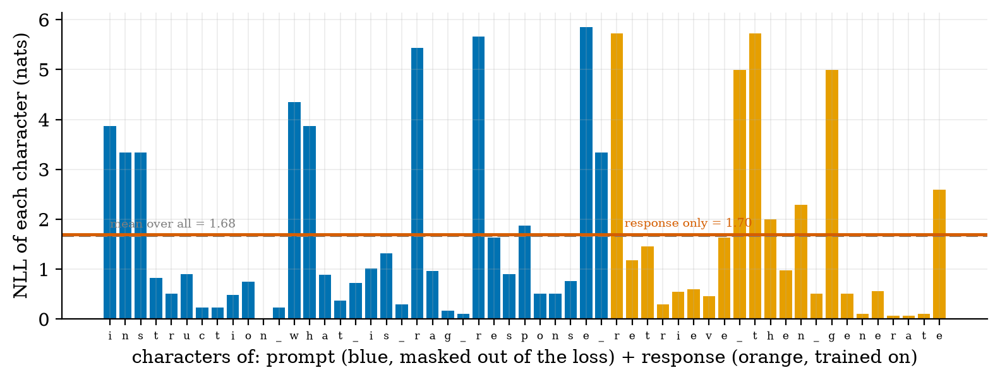 NLL of each character (nats)
6
5
4
3
2
1
0
mean over all = 1.68
response only = 1.70
i n s t r u c t i o n _ w h a t _ i s _ r a g _ r e s p o n s e _ r e t r i e v e _ t h e n _ g e n e r a t e
characters of: prompt (blue, masked out of the loss) + response (orange, trained on)